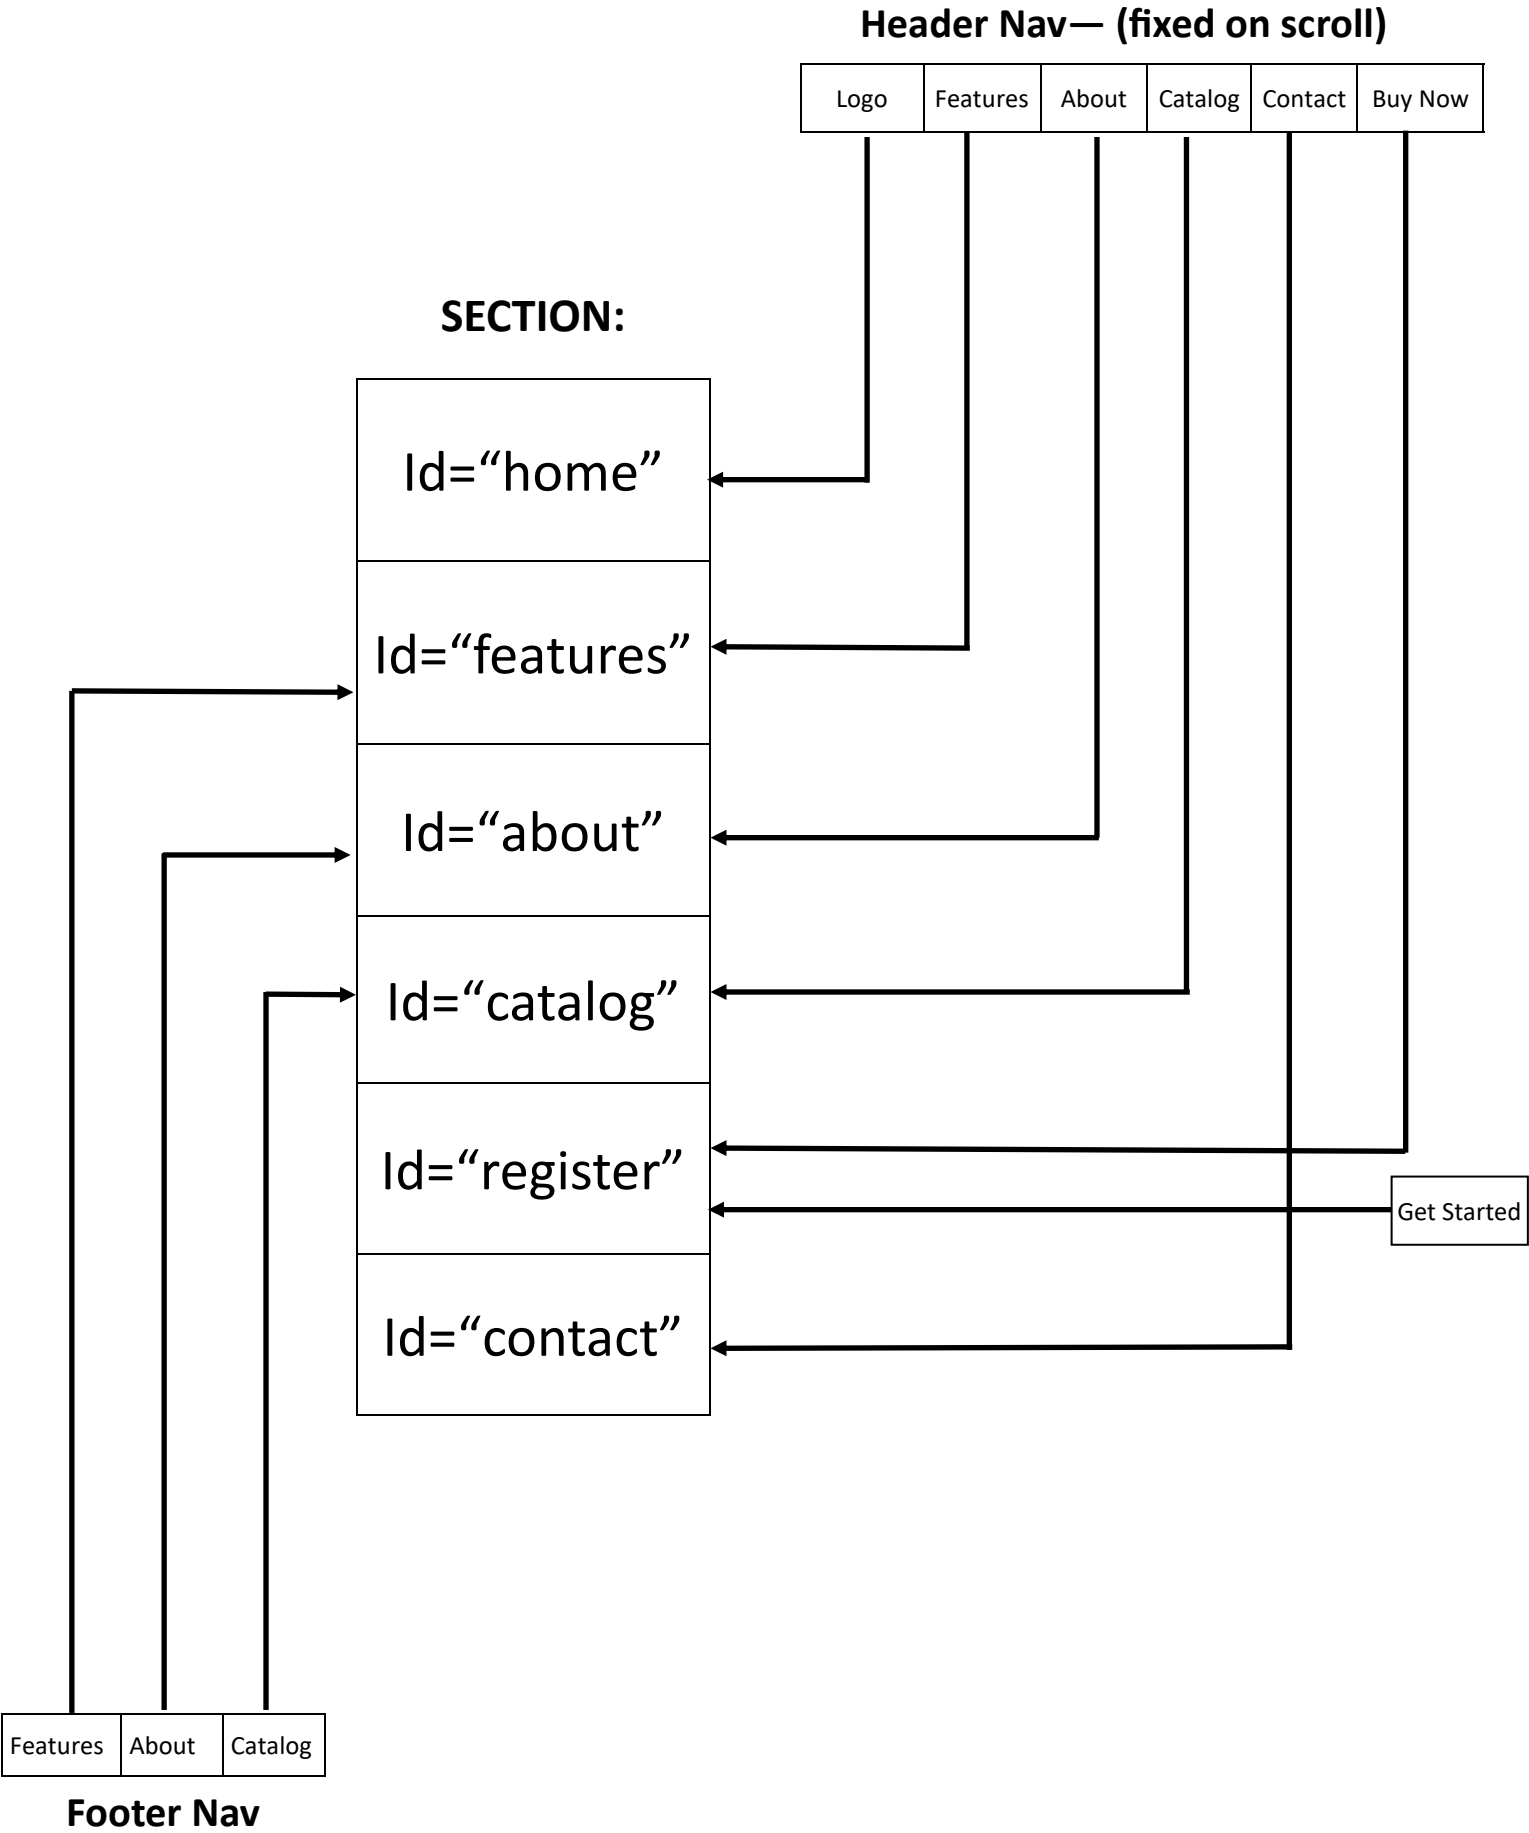 Header Nav— (fixed on scroll)
Logo Features About Catalog Contact Buy Now
SECTION:
Id=“home”
Id=“features”
Id=“about”
Id=“catalog”
Id=“register”
Get Started
Id=“contact”
Features About Catalog
Footer Nav